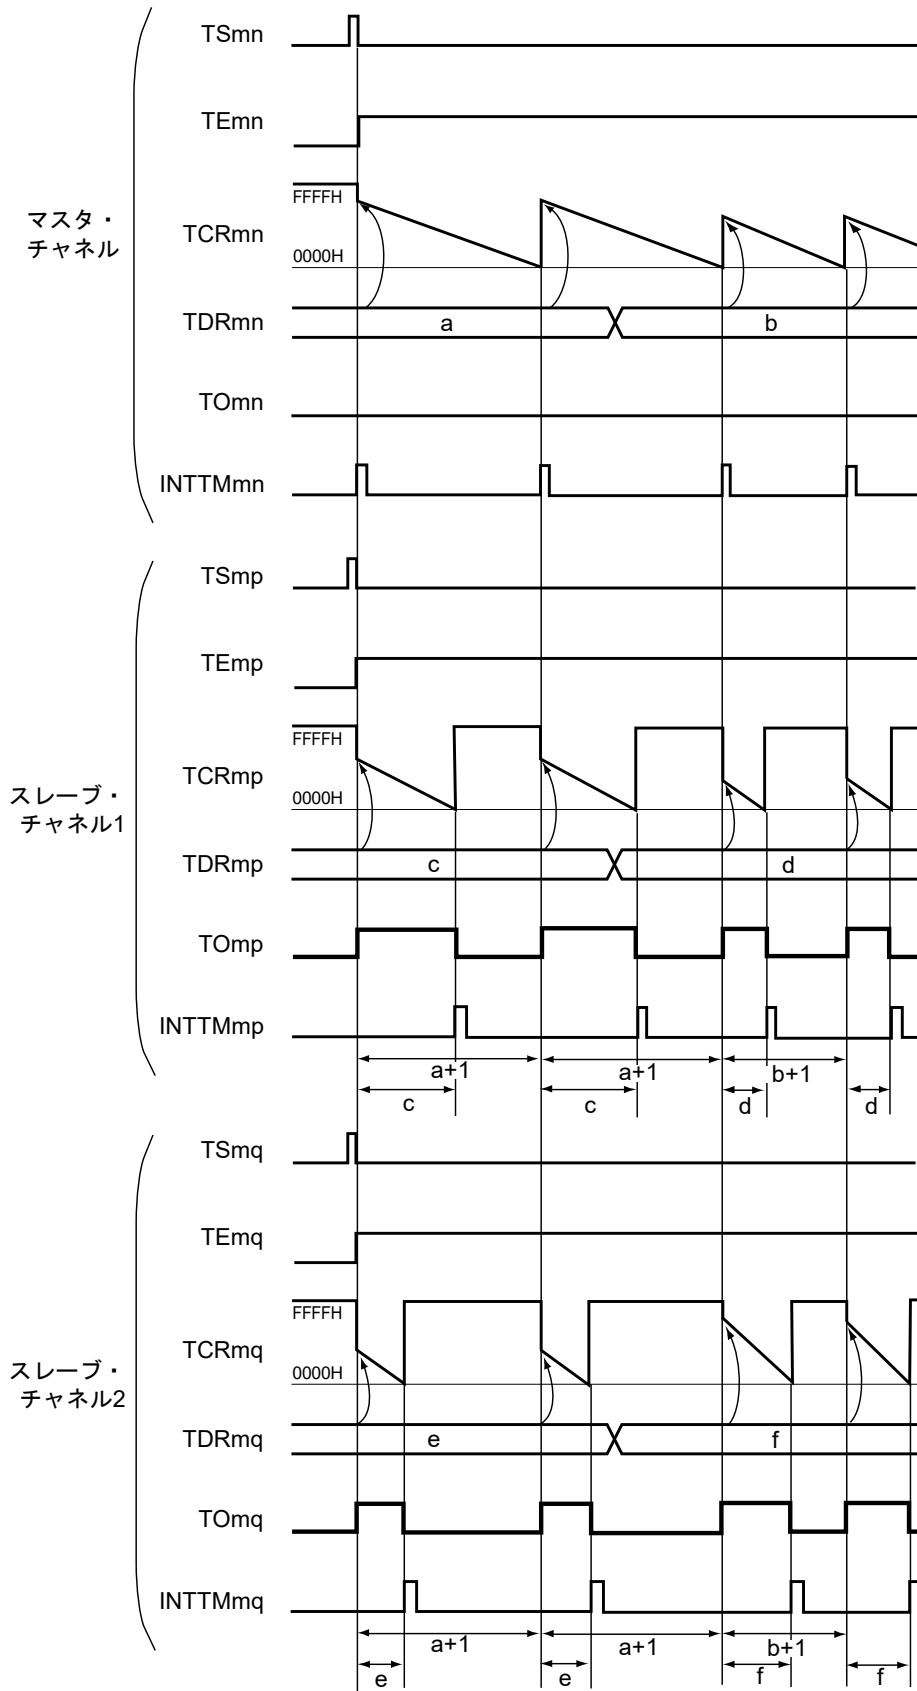 マスタ・
チャネル
TSmn
TEmn
FFFFH
TCRmn
0000H
TDRmn
a
b
TOmn
INTTMmn
スレーブ・
チャネル1
TSmp
TEmp
FFFFH
TCRmp
0000H
TDRmp
c
d
TOmp
INTTMmp
a+1
a+1
b+1
c
c
d
d
スレーブ・
チャネル2
TSmq
TEmq
FFFFH
TCRmq
0000H
TDRmq
e
f
TOmq
INTTMmq
a+1
a+1
b+1
e
e
f
f